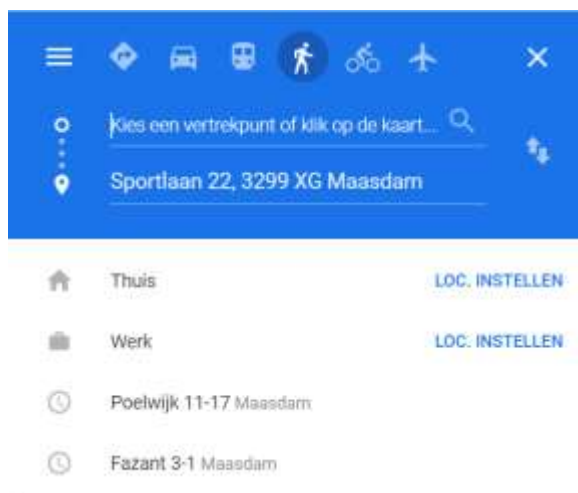 Kies een vertrekpunt of klik op de kaart...
Sportlaan 22, 3299 XG Maasdam
Thuis LOC. INSTELLEN
Werk LOC. INSTELLEN
Poelwijk 11-17 Maasdam
Fazant 3-1 Maasdam